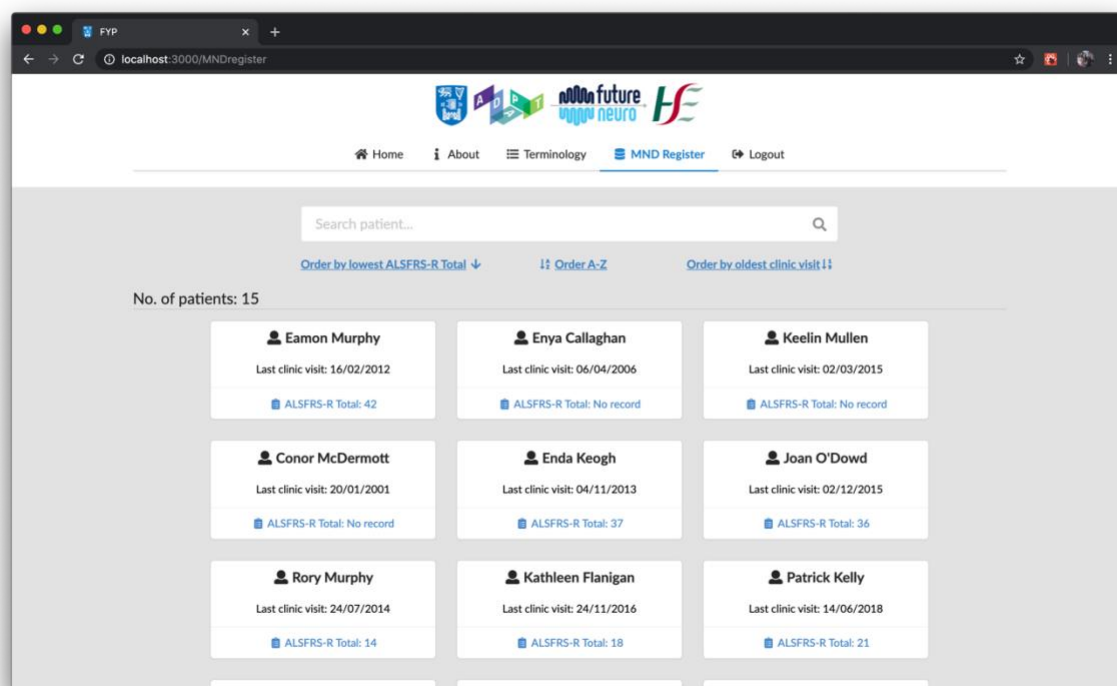 FYP
localhost:3000/MNDregister
ADAPT
future
neuro
HSE
Home About Terminology MND Register Logout
Search patient...
Order by lowest ALSFRS-R Total Order A-Z Order by oldest clinic visit
No. of patients: 15
Eamon Murphy Enya Callaghan Keelin Mullen
Last clinic visit: 16/02/2012 Last clinic visit: 06/04/2006 Last clinic visit: 02/03/2015
ALSFRS-R Total: 42 ALSFRS-R Total: No record ALSFRS-R Total: No record
Conor McDermott Enda Keogh Joan O'Dowd
Last clinic visit: 20/01/2001 Last clinic visit: 04/11/2013 Last clinic visit: 02/12/2015
ALSFRS-R Total: No record ALSFRS-R Total: 37 ALSFRS-R Total: 36
Rory Murphy Kathleen Flanigan Patrick Kelly
Last clinic visit: 24/07/2014 Last clinic visit: 24/11/2016 Last clinic visit: 14/06/2018
ALSFRS-R Total: 14 ALSFRS-R Total: 18 ALSFRS-R Total: 21